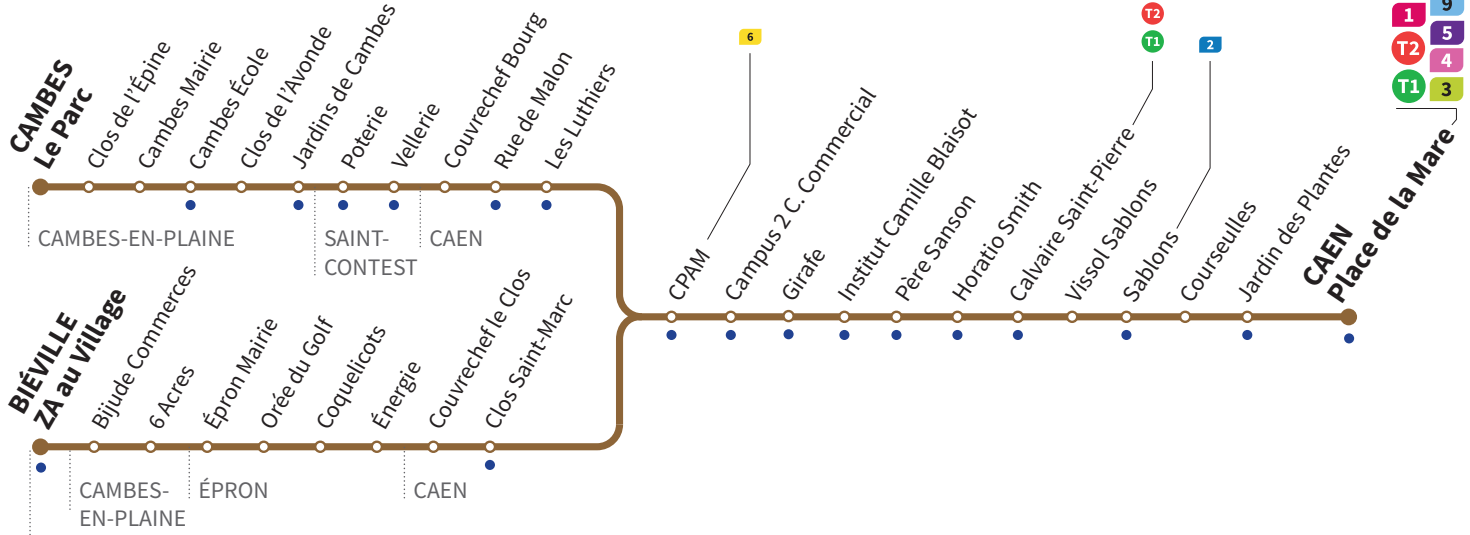 CAMBES
Le Parc
Clos de l'Épine
Cambes Mairie
Cambes École
Clos de l'Avonde
Jardins de Cambes
Poterie
Vellerie
Couvrechef Bourg
Rue de Malon
Les Luthiers
CAMBES-EN-PLAINE
SAINT-
CONTEST
CAEN
BIÉVILLE
ZA au Village
Bijude Commerces
6 Acres
Épron Mairie
Orée du Golf
Coquelicots
Énergie
Couvrechef le Clos
Clos Saint-Marc
CAMBES-
EN-PLAINE
ÉPRON
CAEN
CPAM
6
Campus 2 C. Commercial
Girafe
Institut Camille Blaisot
Père Sanson
Horatio Smith
Calvaire Saint-Pierre
T2
T1
Vissol Sablons
Sablons
2
Courseulles
Jardin des Plantes
CAEN
Place de la Mare
9
1
5
T2
4
T1
3